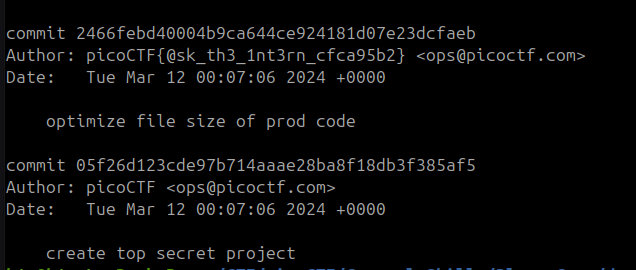 commit 2466febd40004b9ca644ce924181d07e23dcfaeb
Author: picoCTF{@sk_th3_1nt3rn_cfca95b2} <ops@picoctf.com>
Date:   Tue Mar 12 00:07:06 2024 +0000
    optimize file size of prod code
commit 05f26d123cde97b714aaae28ba8f18db3f385af5
Author: picoCTF <ops@picoctf.com>
Date:   Tue Mar 12 00:07:06 2024 +0000
    create top secret project